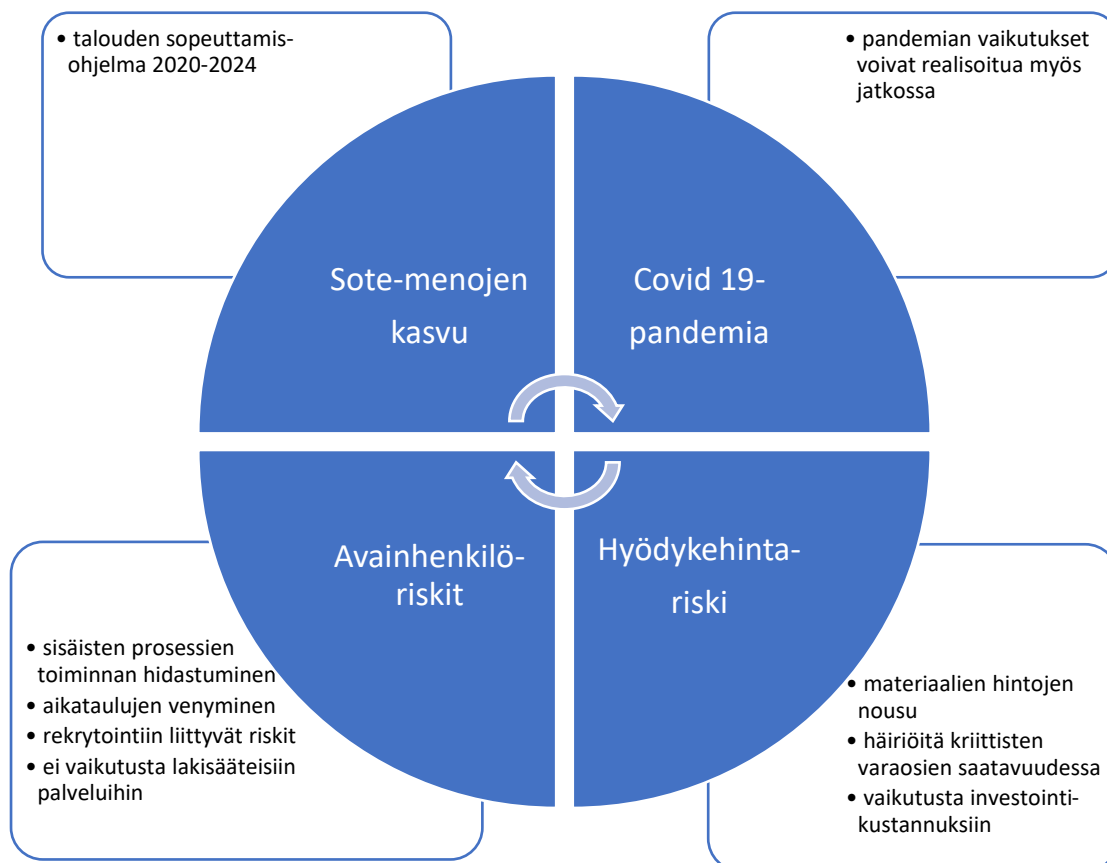 • talouden sopeuttamis-
ohjelma 2020-2024
• pandemian vaikutukset
voivat realisoitua myös
jatkossa
Sote-menojen
kasvu
Covid 19-
pandemia
Avainhenkilö-
riskit
Hyödykehinta-
riski
• sisäisten prosessien
toiminnan hidastuminen
• aikataulujen venyminen
• rekrytointiin liittyvät riskit
• ei vaikutusta lakisääteisiin
palveluihin
• materiaalien hintojen
nousu
• häiriöitä kriittisten
varaosien saatavuudessa
• vaikutusta investointi-
kustannuksiin